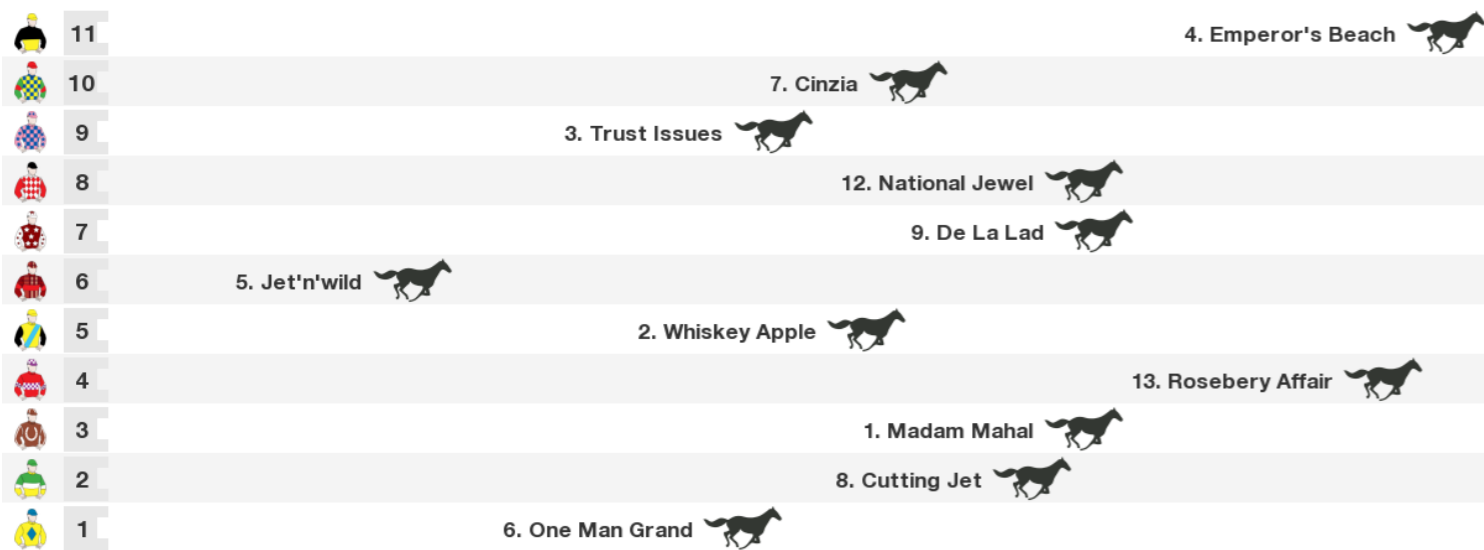 11 4. Emperor's Beach
10 7. Cinzia
9 3. Trust Issues
8 12. National Jewel
7 9. De La Lad
6 5. Jet'n'wild
5 2. Whiskey Apple
4 13. Rosebery Affair
3 1. Madam Mahal
2 8. Cutting Jet
1 6. One Man Grand